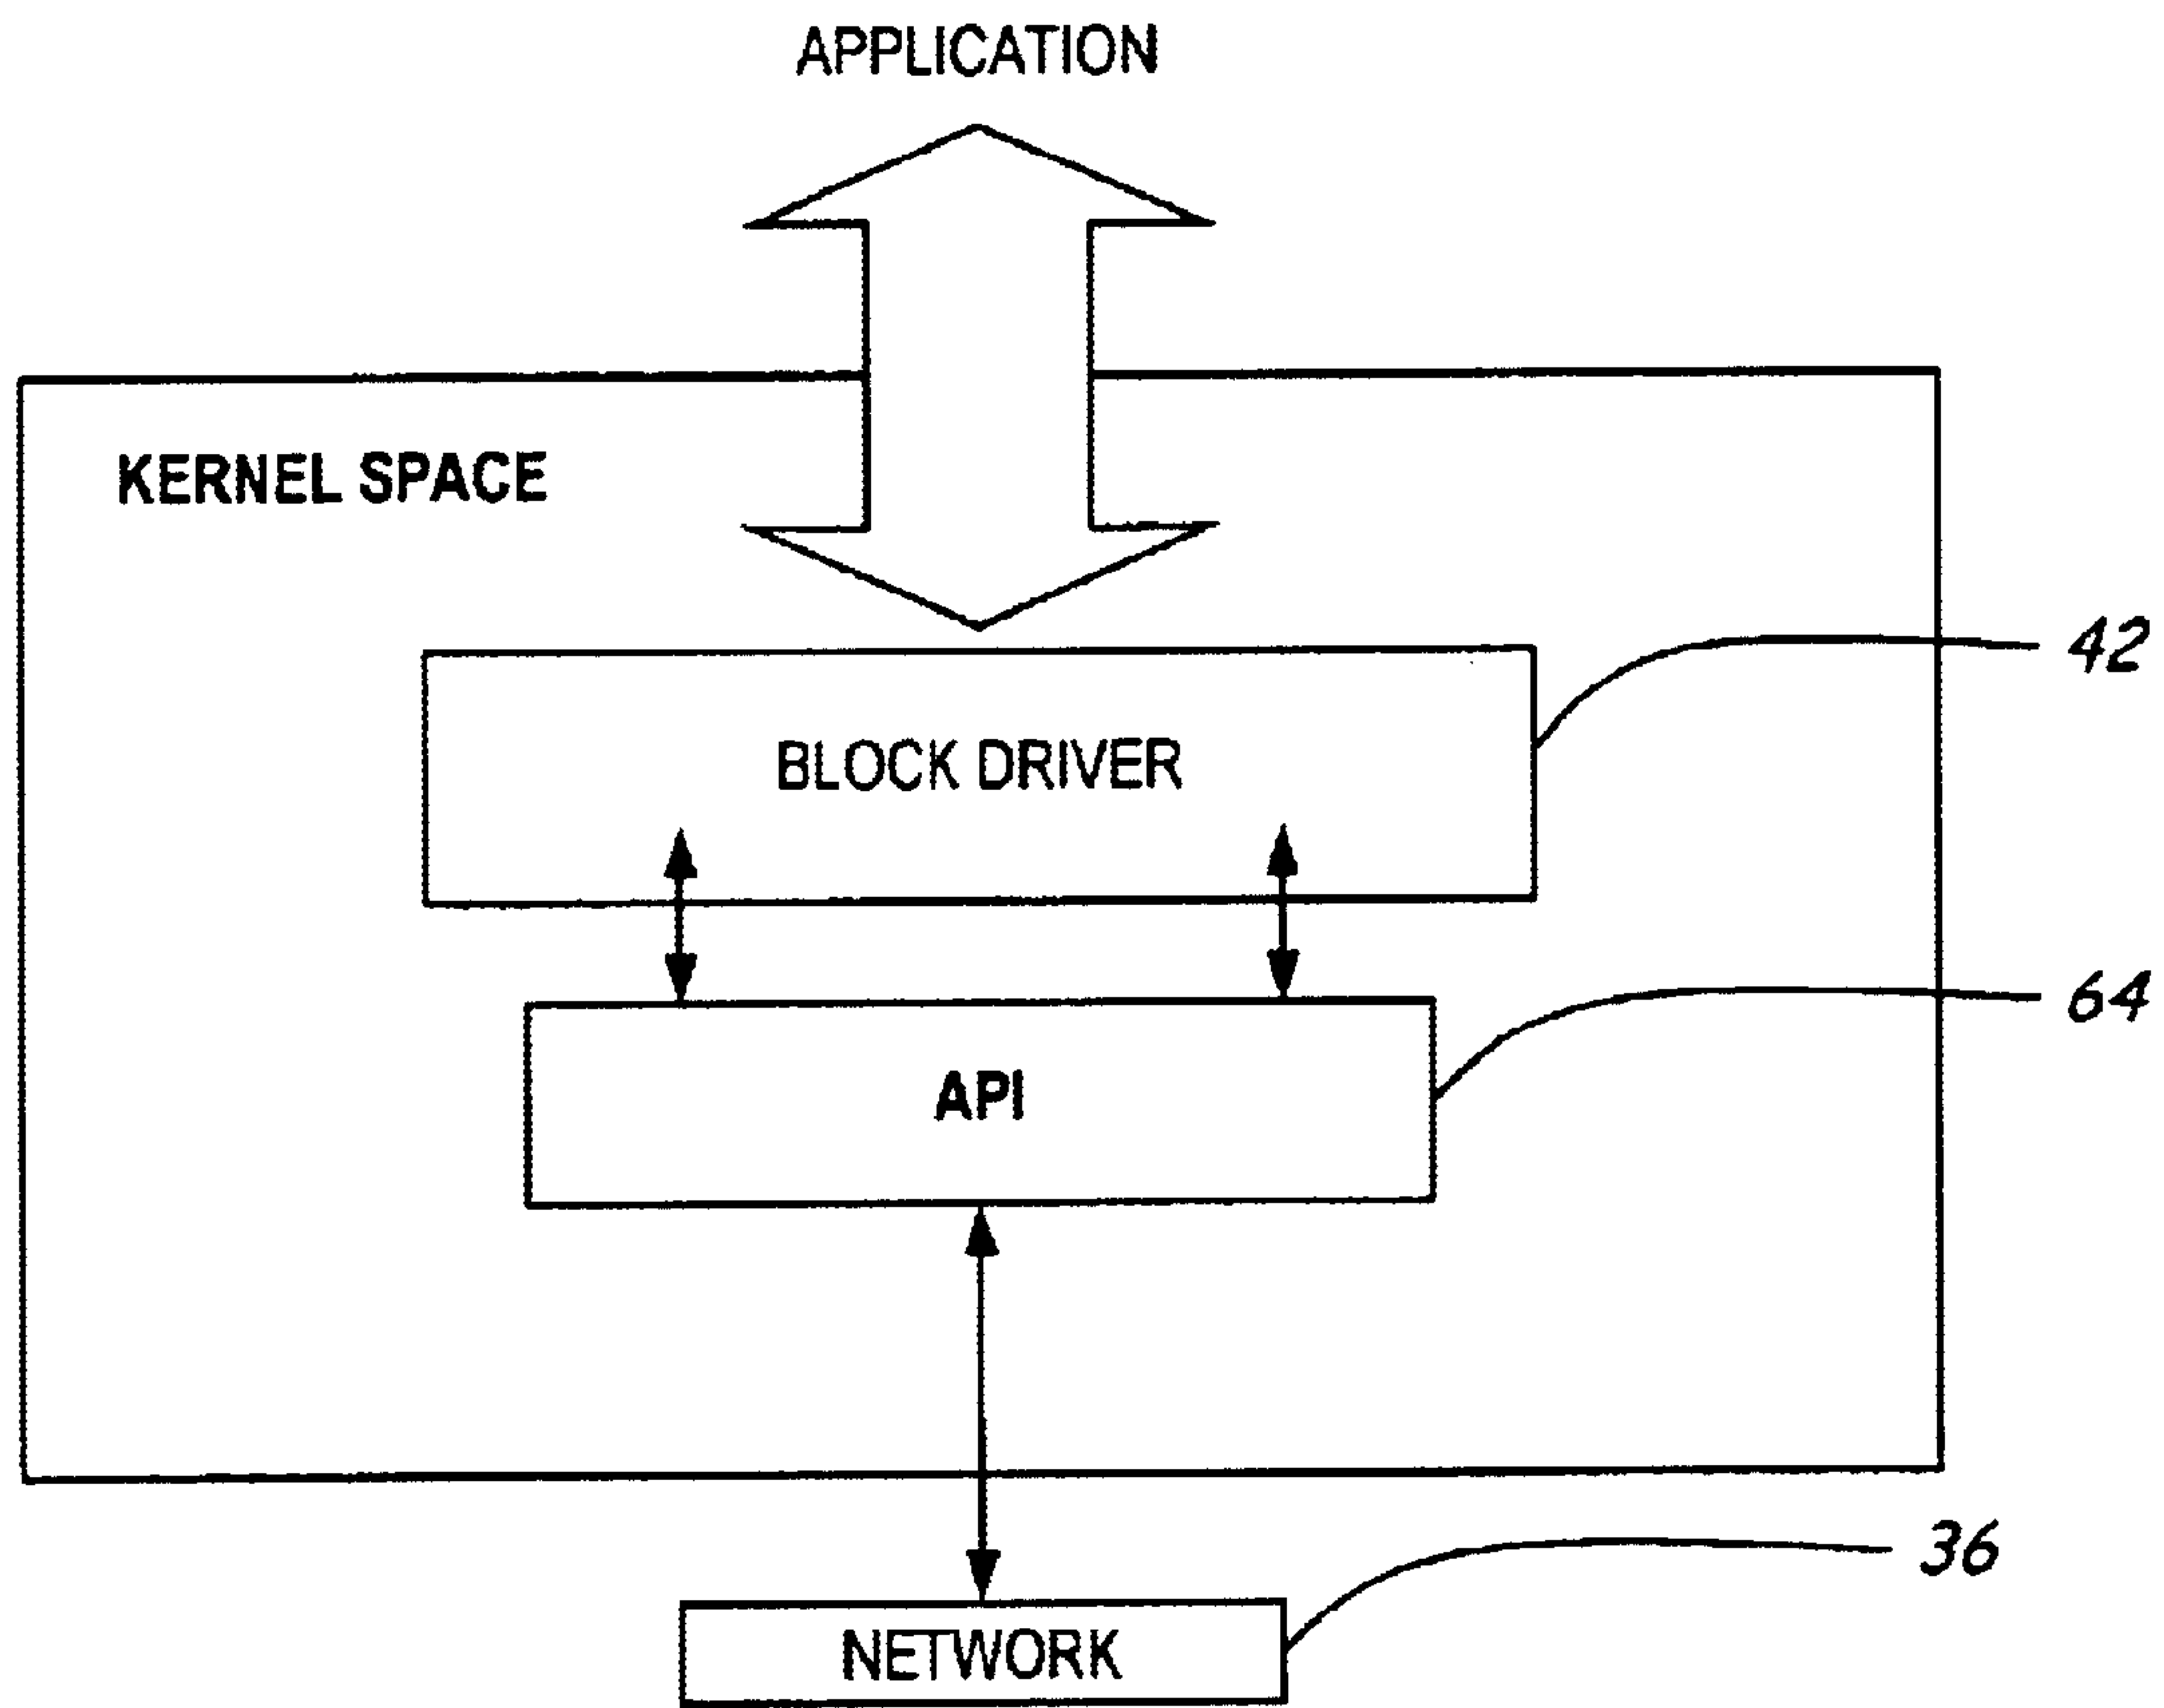 APPLICATION
KERNEL SPACE
42
BLOCK DRIVER
64
API
36
NETWORK